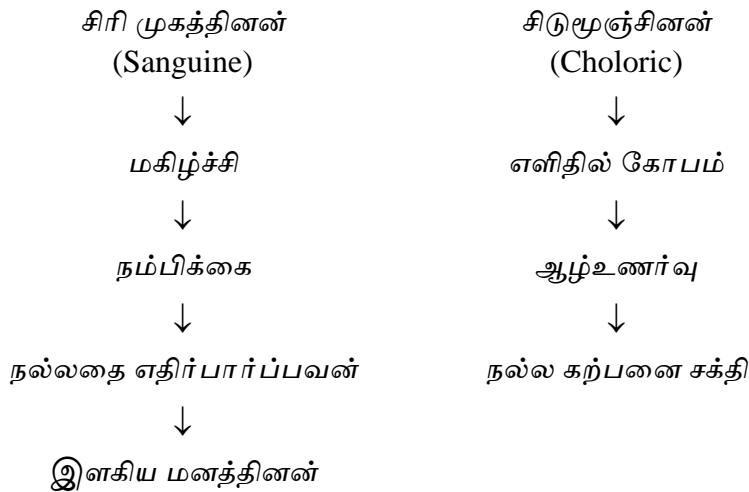 சிரி முகத்தினன்
(Sanguine)
↓
மகிழ்ச்சி
↓
நம்பிக்கை
↓
நல்லதை எதிர்பார்ப்பவன்
↓
இளகிய மனத்தினன்
சிடுமூஞ்சினன்
(Choloric)
↓
எளிதில் கோபம்
↓
ஆழ்உணர்வு
↓
நல்ல கற்பனை சக்தி